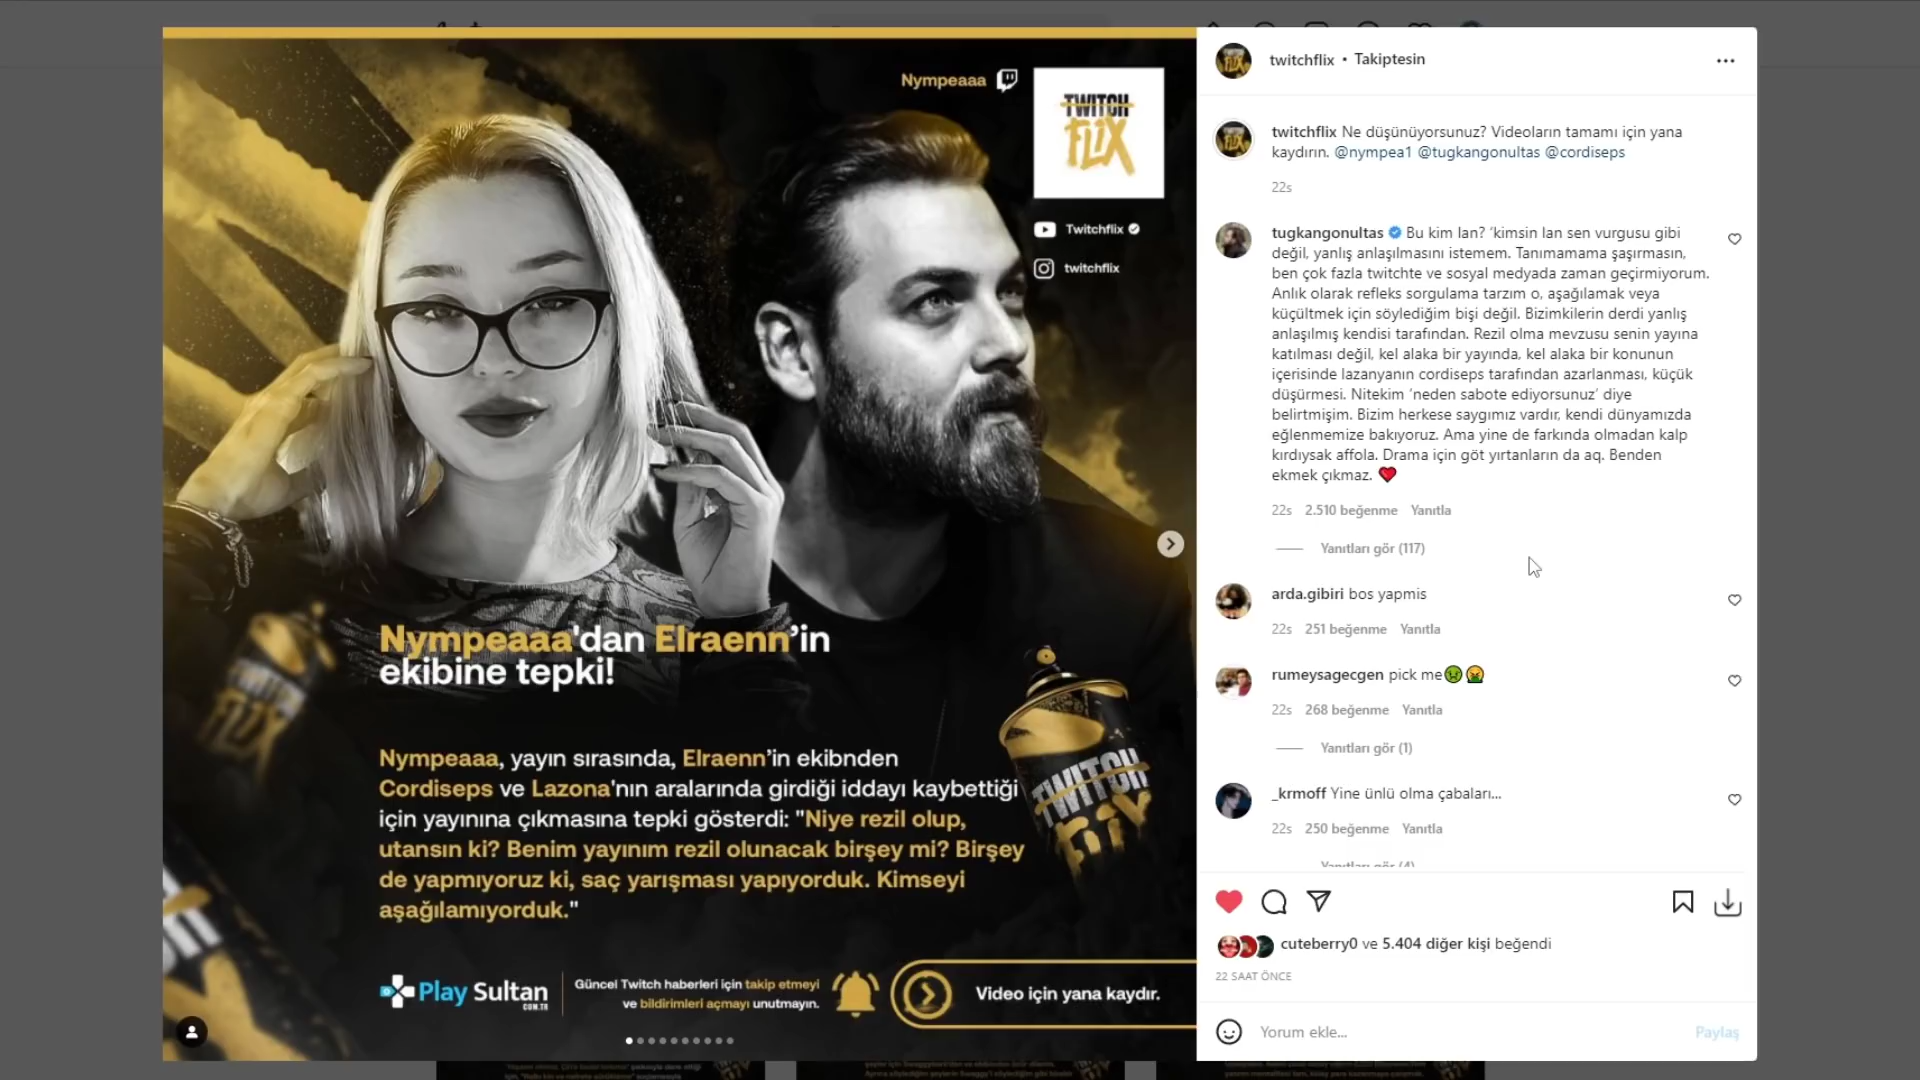 Nympeaaa
TWITCH
FLIX
Twitchflix
twitchflix
Nympeaaa'dan Elraenn'in
ekibine tepki!
Nympeaaa, yayın sırasında, Elraenn'in ekibnden
Cordiseps ve Lazona'nın aralarında girdiği iddayı kaybettiği
için yayınına çıkmasına tepki gösterdi: "Niye rezil olup,
utansın ki? Benim yayınım rezil olunacak birşey mi? Birşey
de yapmıyoruz ki, saç yarışması yapıyorduk. Kimseyi
aşağılamıyorduk."
TWITCH
FLIX
Play Sultan
COM.TR
Güncel Twitch haberleri için takip etmeyi
ve bildirimleri açmayı unutmayın.
Video için yana kaydır.
twitchflix • Takiptesin
twitchflix Ne düşünüyorsunuz? Videoların tamamı için yana
kaydırın. @nympea1 @tugkangonultas @cordiseps
22s
tugkangonultas Bu kim lan? 'kimsin lan sen vurgusu gibi
değil, yanlış anlaşılmasını istemem. Tanımamama şaşırmasın,
ben çok fazla twitchte ve sosyal medyada zaman geçirmiyorum.
Anlık olarak refleks sorgulama tarzım o, aşağılamak veya
küçültmek için söylediğim bişi değil. Bizimkilerin derdi yanlış
anlaşılmış kendisi tarafından. Rezil olma mevzusu senin yayına
katılması değil, kel alaka bir yayında, kel alaka bir konunun
içerisinde lazanyanın cordiseps tarafından azarlanması, küçük
düşürmesi. Nitekim 'neden sabote ediyorsunuz' diye
belirtmişim. Bizim herkese saygımız vardır, kendi dünyamızda
eğlenmemize bakıyoruz. Ama yine de farkında olmadan kalp
kırdıysak affola. Drama için göt yırtanların da aq. Benden
ekmek çıkmaz. ❤️
22s 2.510 beğenme Yanıtla
Yanıtları gör (117)
arda.gibiri bos yapmis
22s 251 beğenme Yanıtla
rumeysagecgen pick me🤢🤮
22s 268 beğenme Yanıtla
Yanıtları gör (1)
_krmoff Yine ünlü olma çabaları...
22s 250 beğenme Yanıtla
Yanıtları gör (4)
cuteberry0 ve 5.404 diğer kişi beğendi
22 SAAT ÖNCE
Yorum ekle...
Paylaş